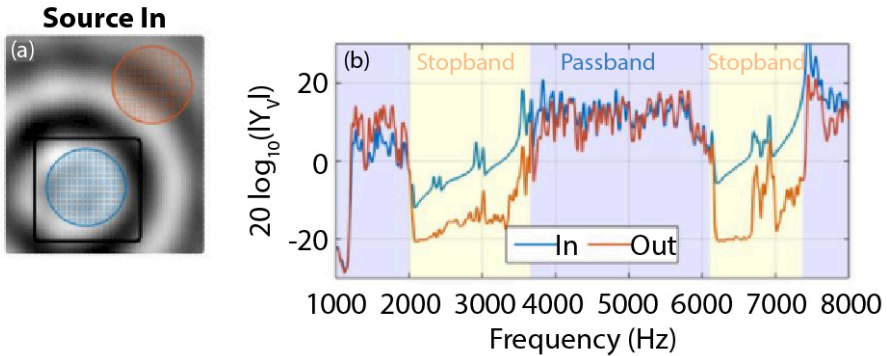 Source In
(a)
(b)
Stopband
Passband
Stopband
20 log10(|YV|)
20
0
-20
In
Out
1000 2000 3000 4000 5000 6000 7000 8000
Frequency (Hz)